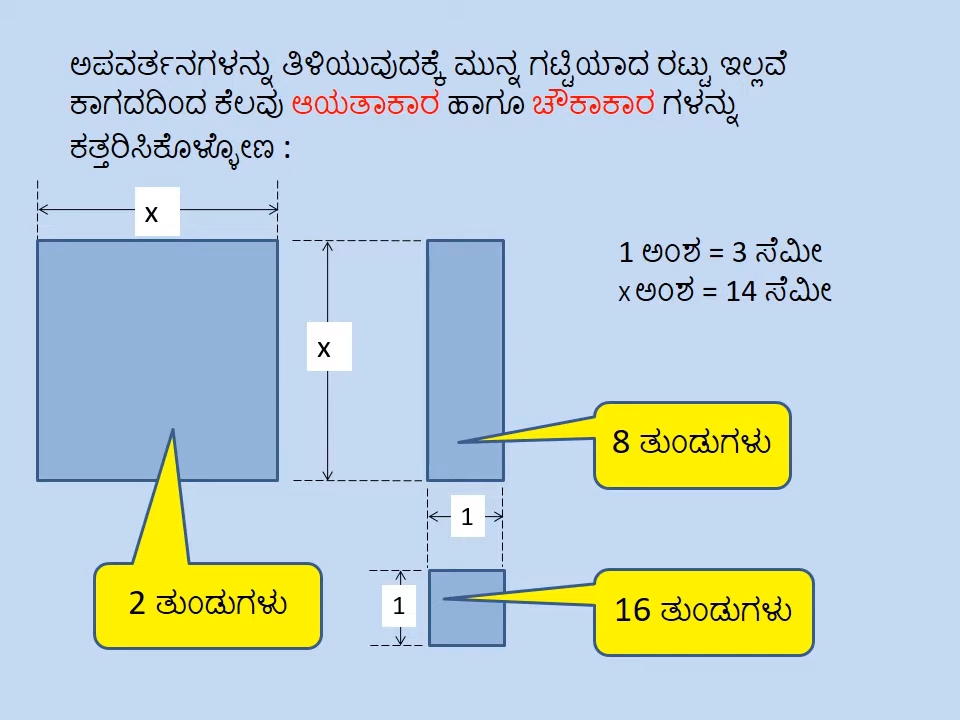 ಅಪವರ್ತನಗಳನ್ನು ತಿಳಿಯುವುದಕ್ಕೆ ಮುನ್ನ ಗಟ್ಟಿಯಾದ ರಟ್ಟು ಇಲ್ಲವೆ
ಕಾಗದದಿಂದ ಕೆಲವು ಆಯತಾಕಾರ ಹಾಗೂ ಚೌಕಾಕಾರ ಗಳನ್ನು
ಕತ್ತರಿಸಿಕೊಳ್ಳೋಣ :
x
1 ಅಂಶ = 3 ಸೆಮೀ
x ಅಂಶ = 14 ಸೆಮೀ
x
8 ತುಂಡುಗಳು
1
2 ತುಂಡುಗಳು
1
16 ತುಂಡುಗಳು